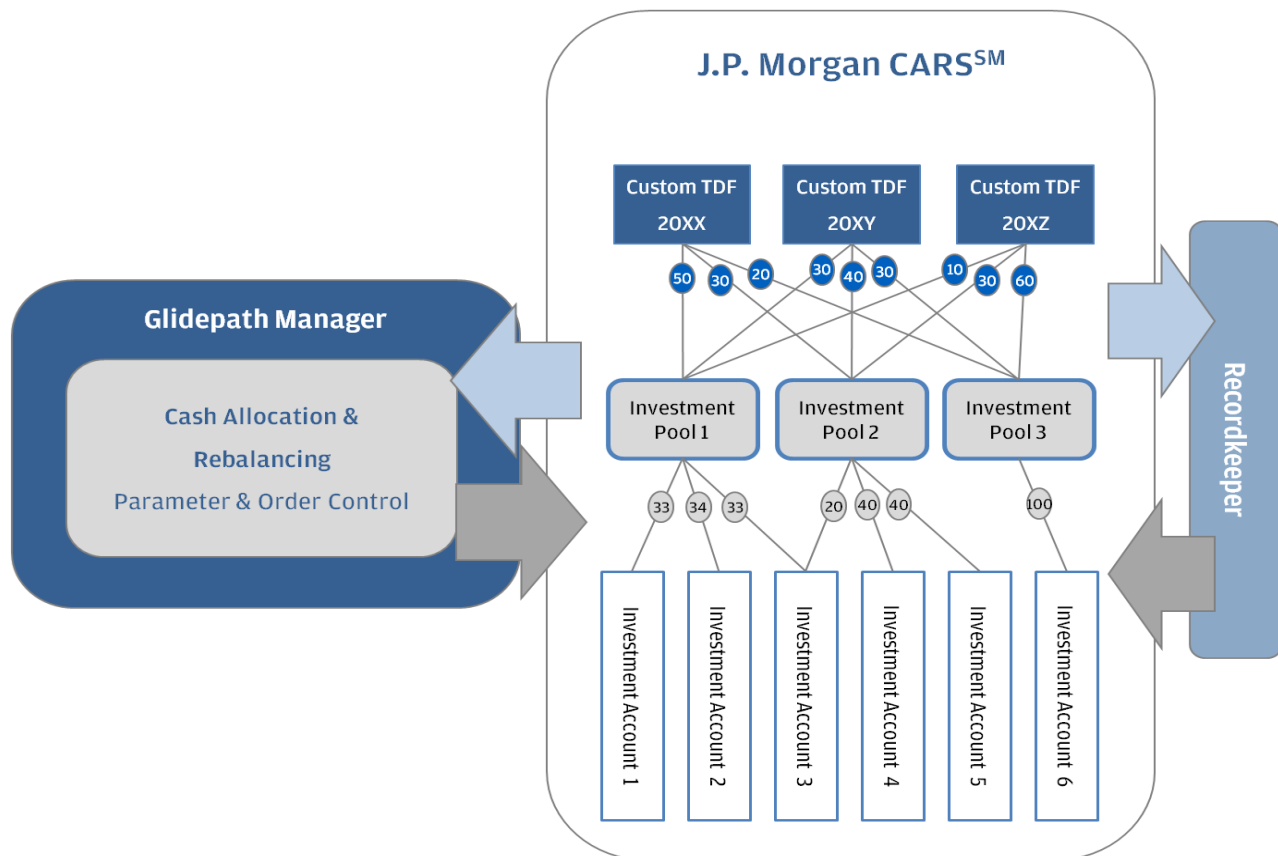 J.P. Morgan CARS℠
Custom TDF
20XX
Custom TDF
20XY
Custom TDF
20XZ
50
30
20
30
40
30
10
30
60
Glidepath Manager
Cash Allocation &
Rebalancing
Parameter & Order Control
Investment
Pool 1
Investment
Pool 2
Investment
Pool 3
33
34
33
20
40
40
100
Investment Account 1
Investment Account 2
Investment Account 3
Investment Account 4
Investment Account 5
Investment Account 6
Recordkeeper